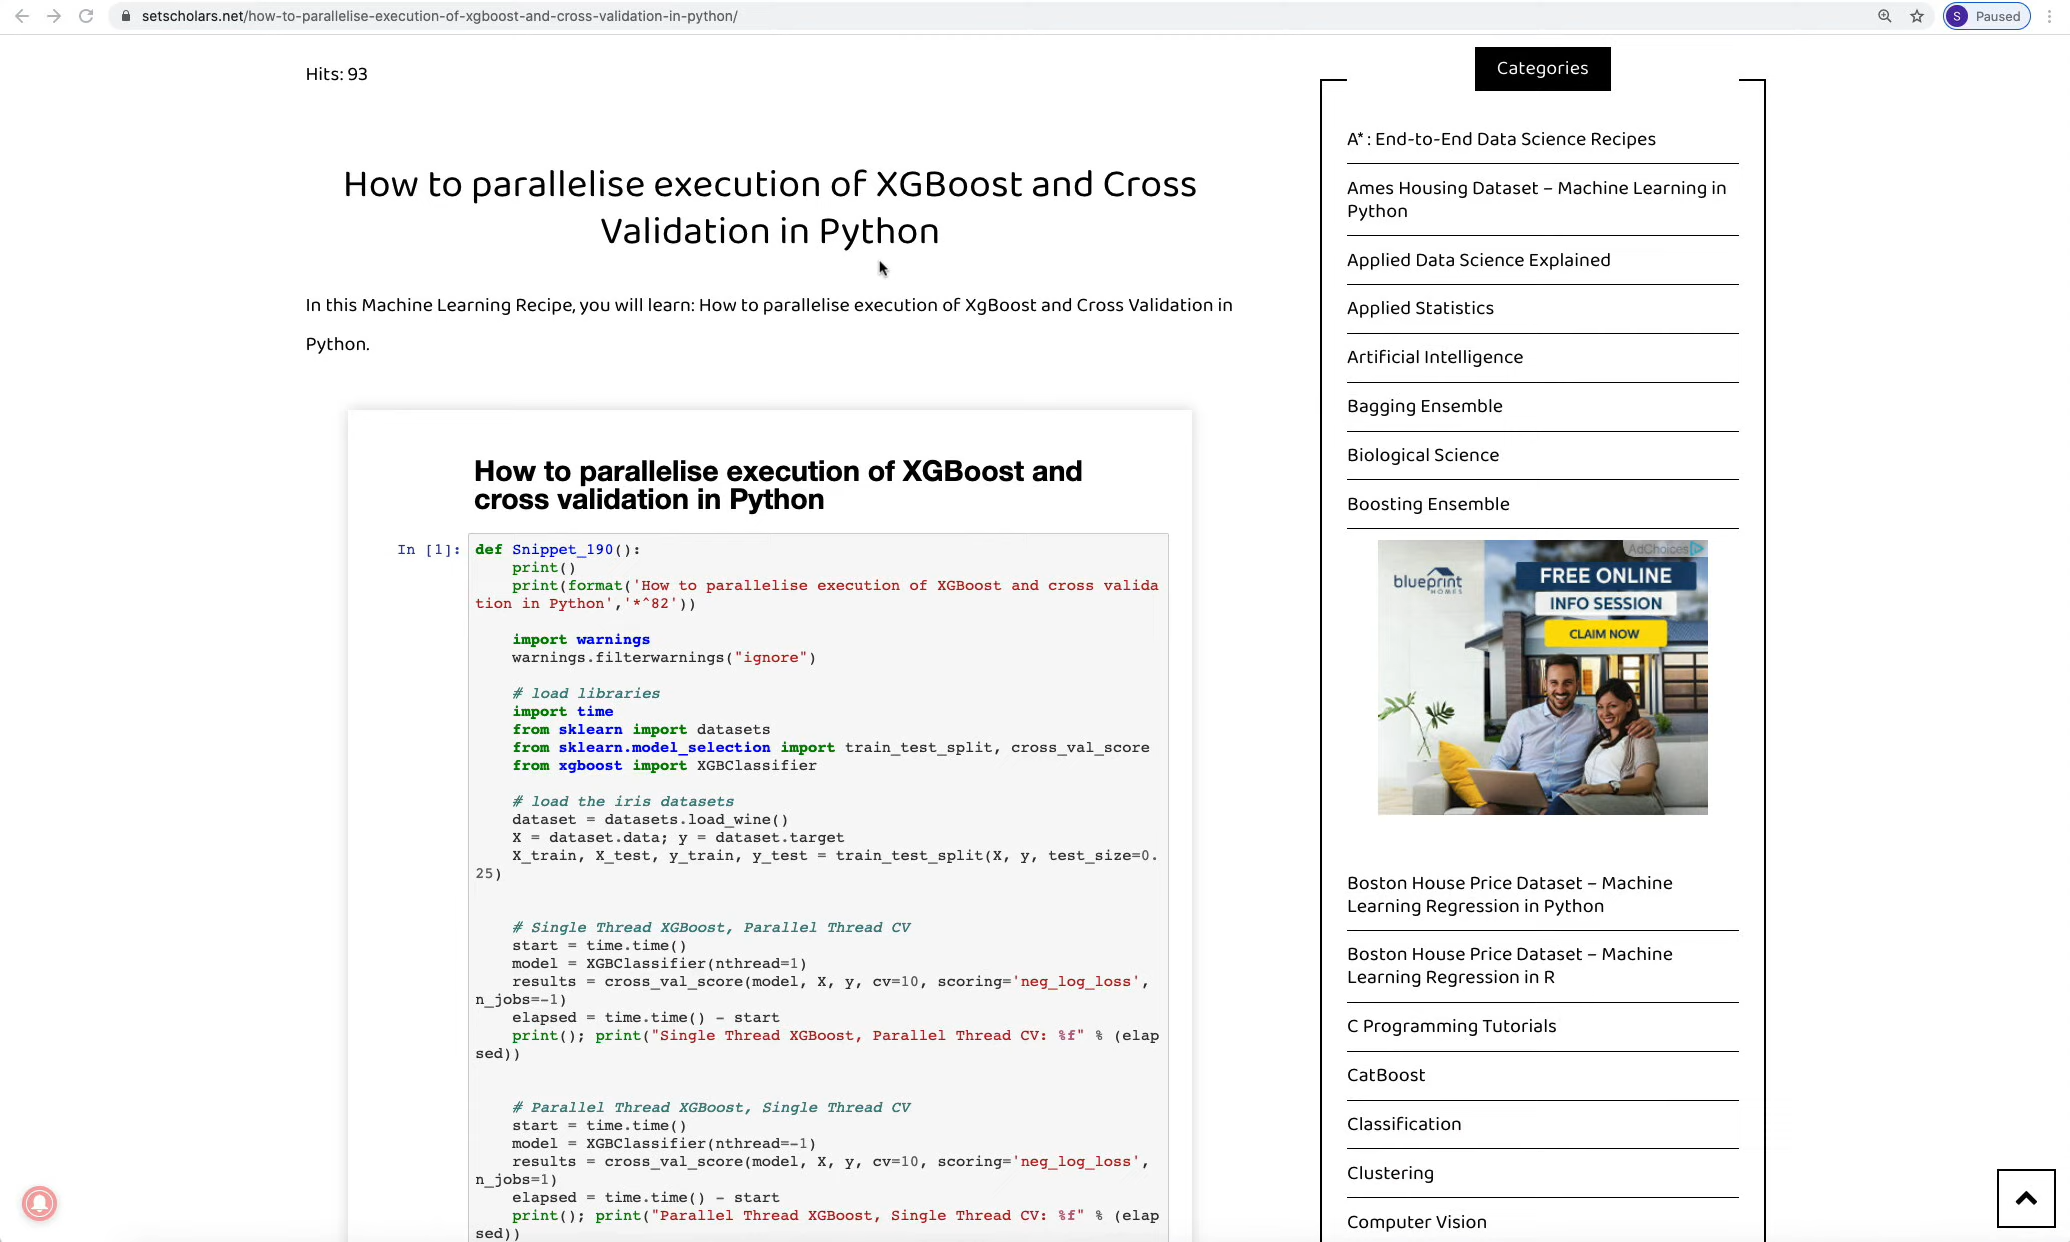 setscholars.net/how-to-parallelise-execution-of-xgboost-and-cross-validation-in-python/
S Paused
Hits: 93
How to parallelise execution of XGBoost and Cross
Validation in Python
In this Machine Learning Recipe, you will learn: How to parallelise execution of XgBoost and Cross Validation in
Python.
How to parallelise execution of XGBoost and
cross validation in Python
In [1]:
def Snippet_190():
print()
print(format('How to parallelise execution of XGBoost and cross valida
tion in Python','*^82'))
import warnings
warnings.filterwarnings("ignore")
# load libraries
import time
from sklearn import datasets
from sklearn.model_selection import train_test_split, cross_val_score
from xgboost import XGBClassifier
# load the iris datasets
dataset = datasets.load_wine()
X = dataset.data; y = dataset.target
X_train, X_test, y_train, y_test = train_test_split(X, y, test_size=0.
25)
# Single Thread XGBoost, Parallel Thread CV
start = time.time()
model = XGBClassifier(nthread=1)
results = cross_val_score(model, X, y, cv=10, scoring='neg_log_loss',
n_jobs=-1)
elapsed = time.time() - start
print(); print("Single Thread XGBoost, Parallel Thread CV: %f" % (elap
sed))
# Parallel Thread XGBoost, Single Thread CV
start = time.time()
model = XGBClassifier(nthread=-1)
results = cross_val_score(model, X, y, cv=10, scoring='neg_log_loss',
n_jobs=1)
elapsed = time.time() - start
print(); print("Parallel Thread XGBoost, Single Thread CV: %f" % (elap
sed))
Categories
A* : End-to-End Data Science Recipes
Ames Housing Dataset – Machine Learning in
Python
Applied Data Science Explained
Applied Statistics
Artificial Intelligence
Bagging Ensemble
Biological Science
Boosting Ensemble
AdChoices
blueprint
HOMES
FREE ONLINE
INFO SESSION
CLAIM NOW
Boston House Price Dataset – Machine
Learning Regression in Python
Boston House Price Dataset – Machine
Learning Regression in R
C Programming Tutorials
CatBoost
Classification
Clustering
Computer Vision